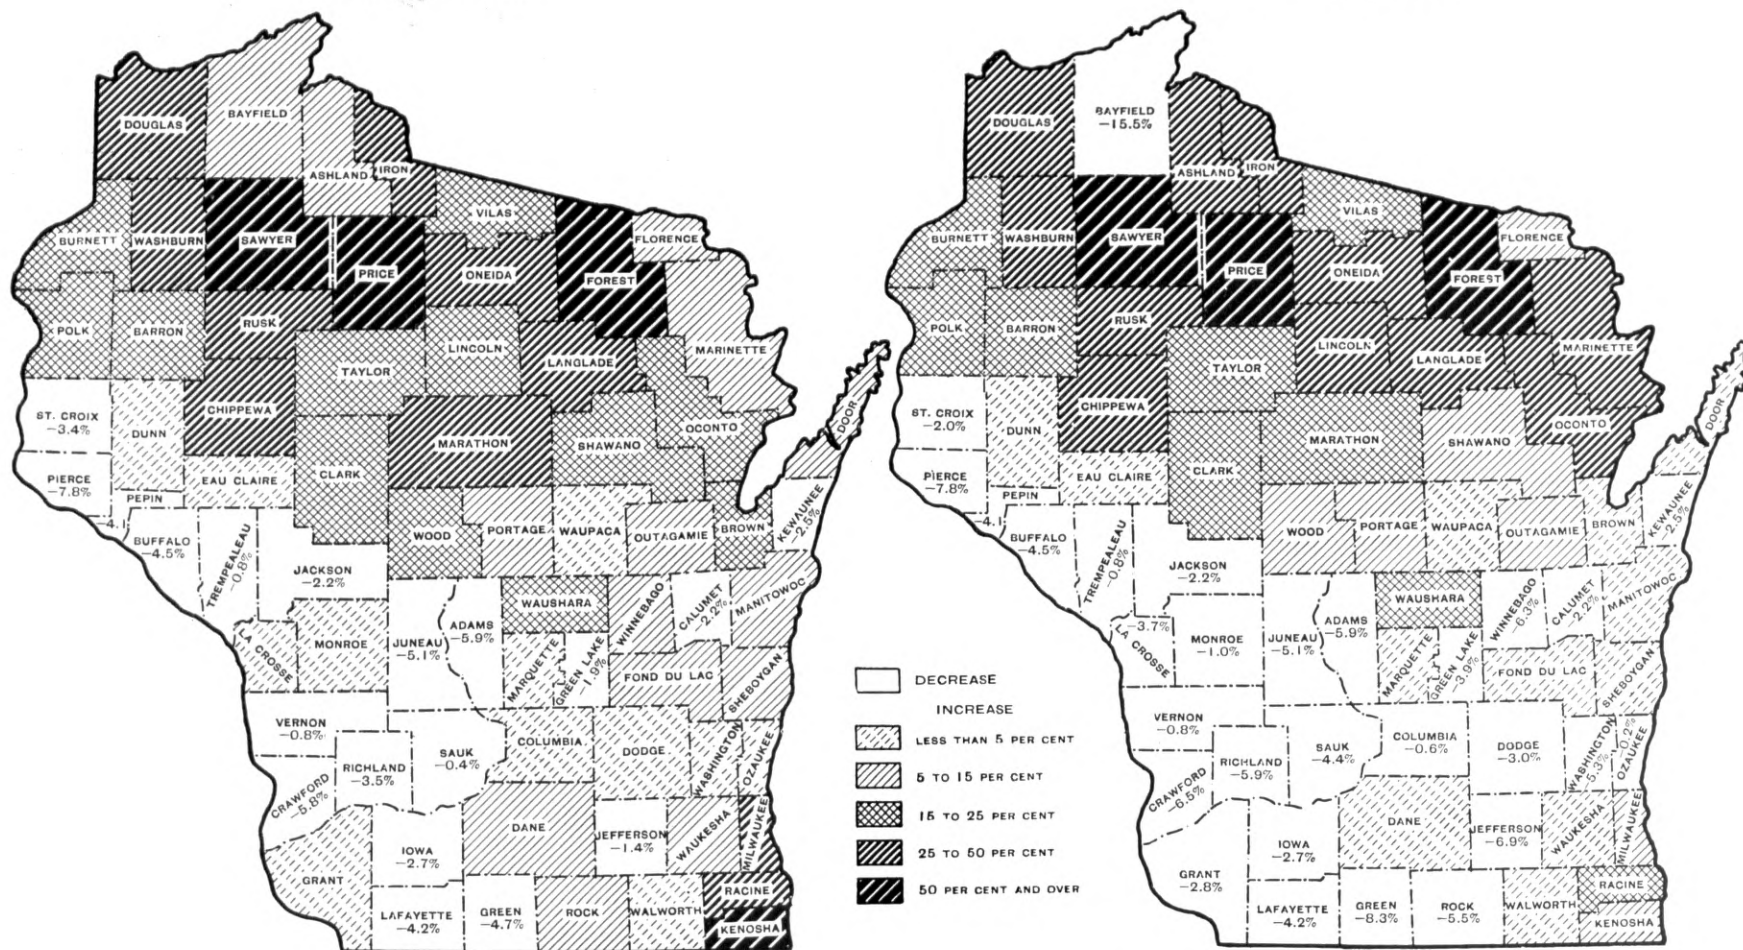 DOUGLAS
BAYFIELD
ASHLAND
IRON
BURNETT
WASHBURN
SAWYER
PRICE
VILAS
ONEIDA
FOREST
FLORENCE
POLK
BARRON
RUSK
TAYLOR
LINCOLN
LANGLADE
MARINETTE
ST. CROIX
-3.4%
DUNN
CHIPPEWA
CLARK
MARATHON
SHAWANO
OCONTO
DOOR
PIERCE
-7.8%
PEPIN
-4.1
EAU CLAIRE
BUFFALO
-4.5%
TREMPEALEAU
-0.8%
JACKSON
-2.2%
WOOD
PORTAGE
WAUPACA
OUTAGAMIE
BROWN
KEWAUNEE
-2.5%
LA CROSSE
MONROE
JUNEAU
-5.1%
ADAMS
-5.9%
WAUSHARA
MARQUETTE
GREEN LAKE
-1.9%
WINNEBAGO
CALUMET
-2.2%
MANITOWOC
FOND DU LAC
SHEBOYGAN
VERNON
-0.8%
RICHLAND
-3.5%
CRAWFORD
-5.8%
SAUK
-0.4%
COLUMBIA
DODGE
WASHINGTON
OZAUKEE
GRANT
IOWA
-2.7%
DANE
JEFFERSON
-1.4%
WAUKESHA
MILWAUKEE
LAFAYETTE
-4.2%
GREEN
-4.7%
ROCK
WALWORTH
RACINE
KENOSHA
DECREASE
INCREASE
LESS THAN 5 PER CENT
5 TO 15 PER CENT
15 TO 25 PER CENT
25 TO 50 PER CENT
50 PER CENT AND OVER
DOUGLAS
BAYFIELD
-15.5%
ASHLAND
IRON
BURNETT
WASHBURN
SAWYER
PRICE
VILAS
ONEIDA
FOREST
FLORENCE
POLK
BARRON
RUSK
TAYLOR
LINCOLN
LANGLADE
MARINETTE
ST. CROIX
-2.0%
DUNN
CHIPPEWA
CLARK
MARATHON
SHAWANO
OCONTO
DOOR
PIERCE
-7.8%
PEPIN
-4.1
EAU CLAIRE
BUFFALO
-4.5%
TREMPEALEAU
-0.8%
JACKSON
-2.2%
WOOD
PORTAGE
WAUPACA
OUTAGAMIE
BROWN
KEWAUNEE
-2.5%
-3.7%
LA CROSSE
MONROE
-1.0%
JUNEAU
-5.1%
ADAMS
-5.9%
WAUSHARA
MARQUETTE
GREEN LAKE
-3.9%
WINNEBAGO
-6.3%
CALUMET
-2.2%
MANITOWOC
FOND DU LAC
SHEBOYGAN
VERNON
-0.8%
RICHLAND
-5.9%
CRAWFORD
-6.5%
SAUK
-4.4%
COLUMBIA
-0.6%
DODGE
-3.0%
WASHINGTON
-5.3%
-0.2%
OZAUKEE
GRANT
-2.8%
IOWA
-2.7%
DANE
JEFFERSON
-6.9%
WAUKESHA
MILWAUKEE
LAFAYETTE
-4.2%
GREEN
-8.3%
ROCK
-5.5%
WALWORTH
RACINE
KENOSHA